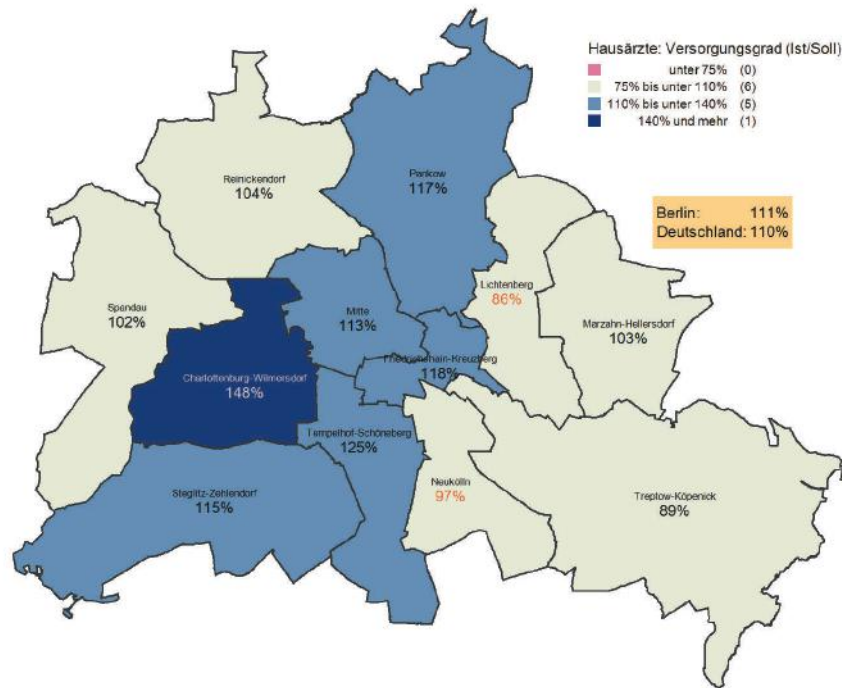 Hausärzte: Versorgungsgrad (Ist/Soll)
unter 75% (0)
75% bis unter 110% (6)
110% bis unter 140% (5)
140% und mehr (1)
Pankow
117%
Reinickendorf
104%
Berlin: 111%
Deutschland: 110%
Lichtenberg
86%
Spandau
102%
Mitte
113%
Marzahn-Hellersdorf
103%
Friedrichshain-Kreuzberg
118%
Charlottenburg-Wilmersdorf
148%
Tempelhof-Schöneberg
125%
Neukölln
97%
Steglitz-Zehlendorf
115%
Treptow-Köpenick
89%